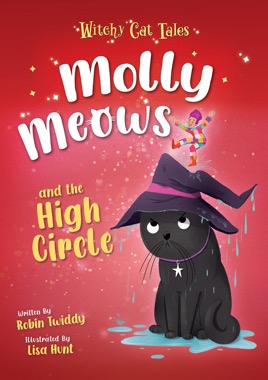 Witchy Cat Tales
Molly
Meows
and the
High
Circle
Written By
Robin Twiddy
Illustrated By
Lisa Hunt